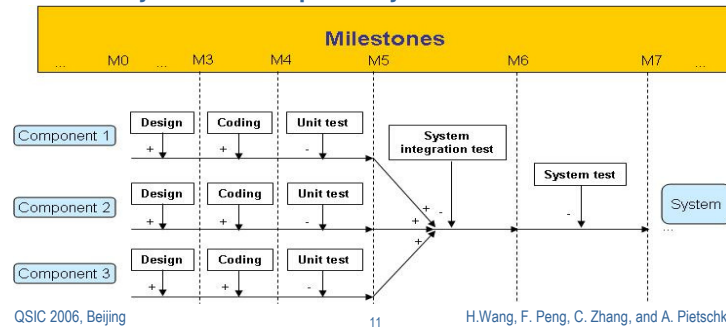 Milestones
... M0 ... M3 M4 M5 M6 M7 ...
Design Coding Unit test
Component 1
+ + -
System
integration test
System test
Design Coding Unit test
Component 2
+ + - + + - + -
System
...
Design Coding Unit test
Component 3
+ + -
QSIC 2006, Beijing 11 H.Wang, F. Peng, C. Zhang, and A. Pietschk